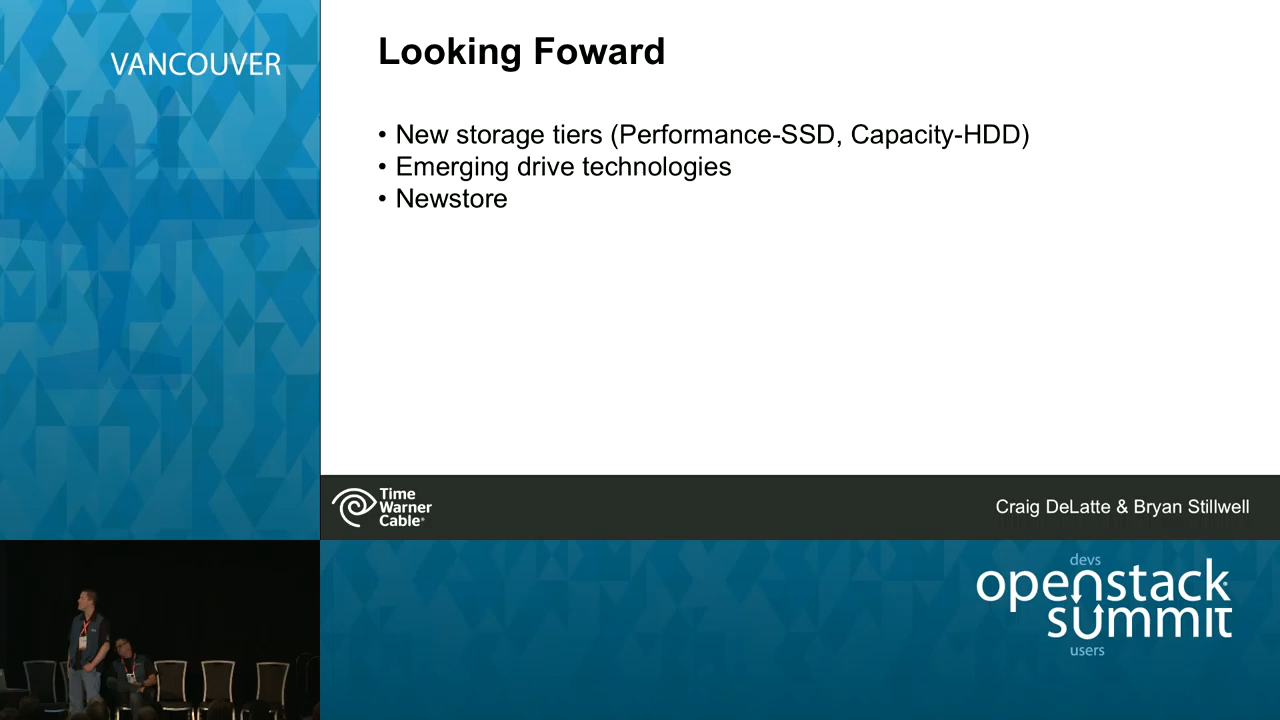 VANCOUVER
Looking Foward
• New storage tiers (Performance-SSD, Capacity-HDD)
• Emerging drive technologies
• Newstore
Time
Warner
Cable
Craig DeLatte & Bryan Stillwell
devs
openstack
summit
users